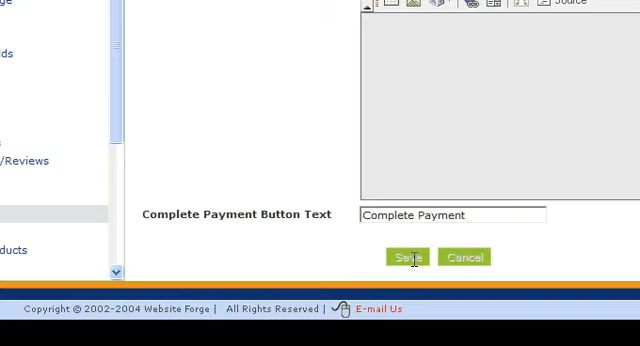 Source
/Reviews
Complete Payment Button Text
Complete Payment
ducts
Save Cancel
Copyright © 2002-2004 Website Forge | All Rights Reserved | E-mail Us